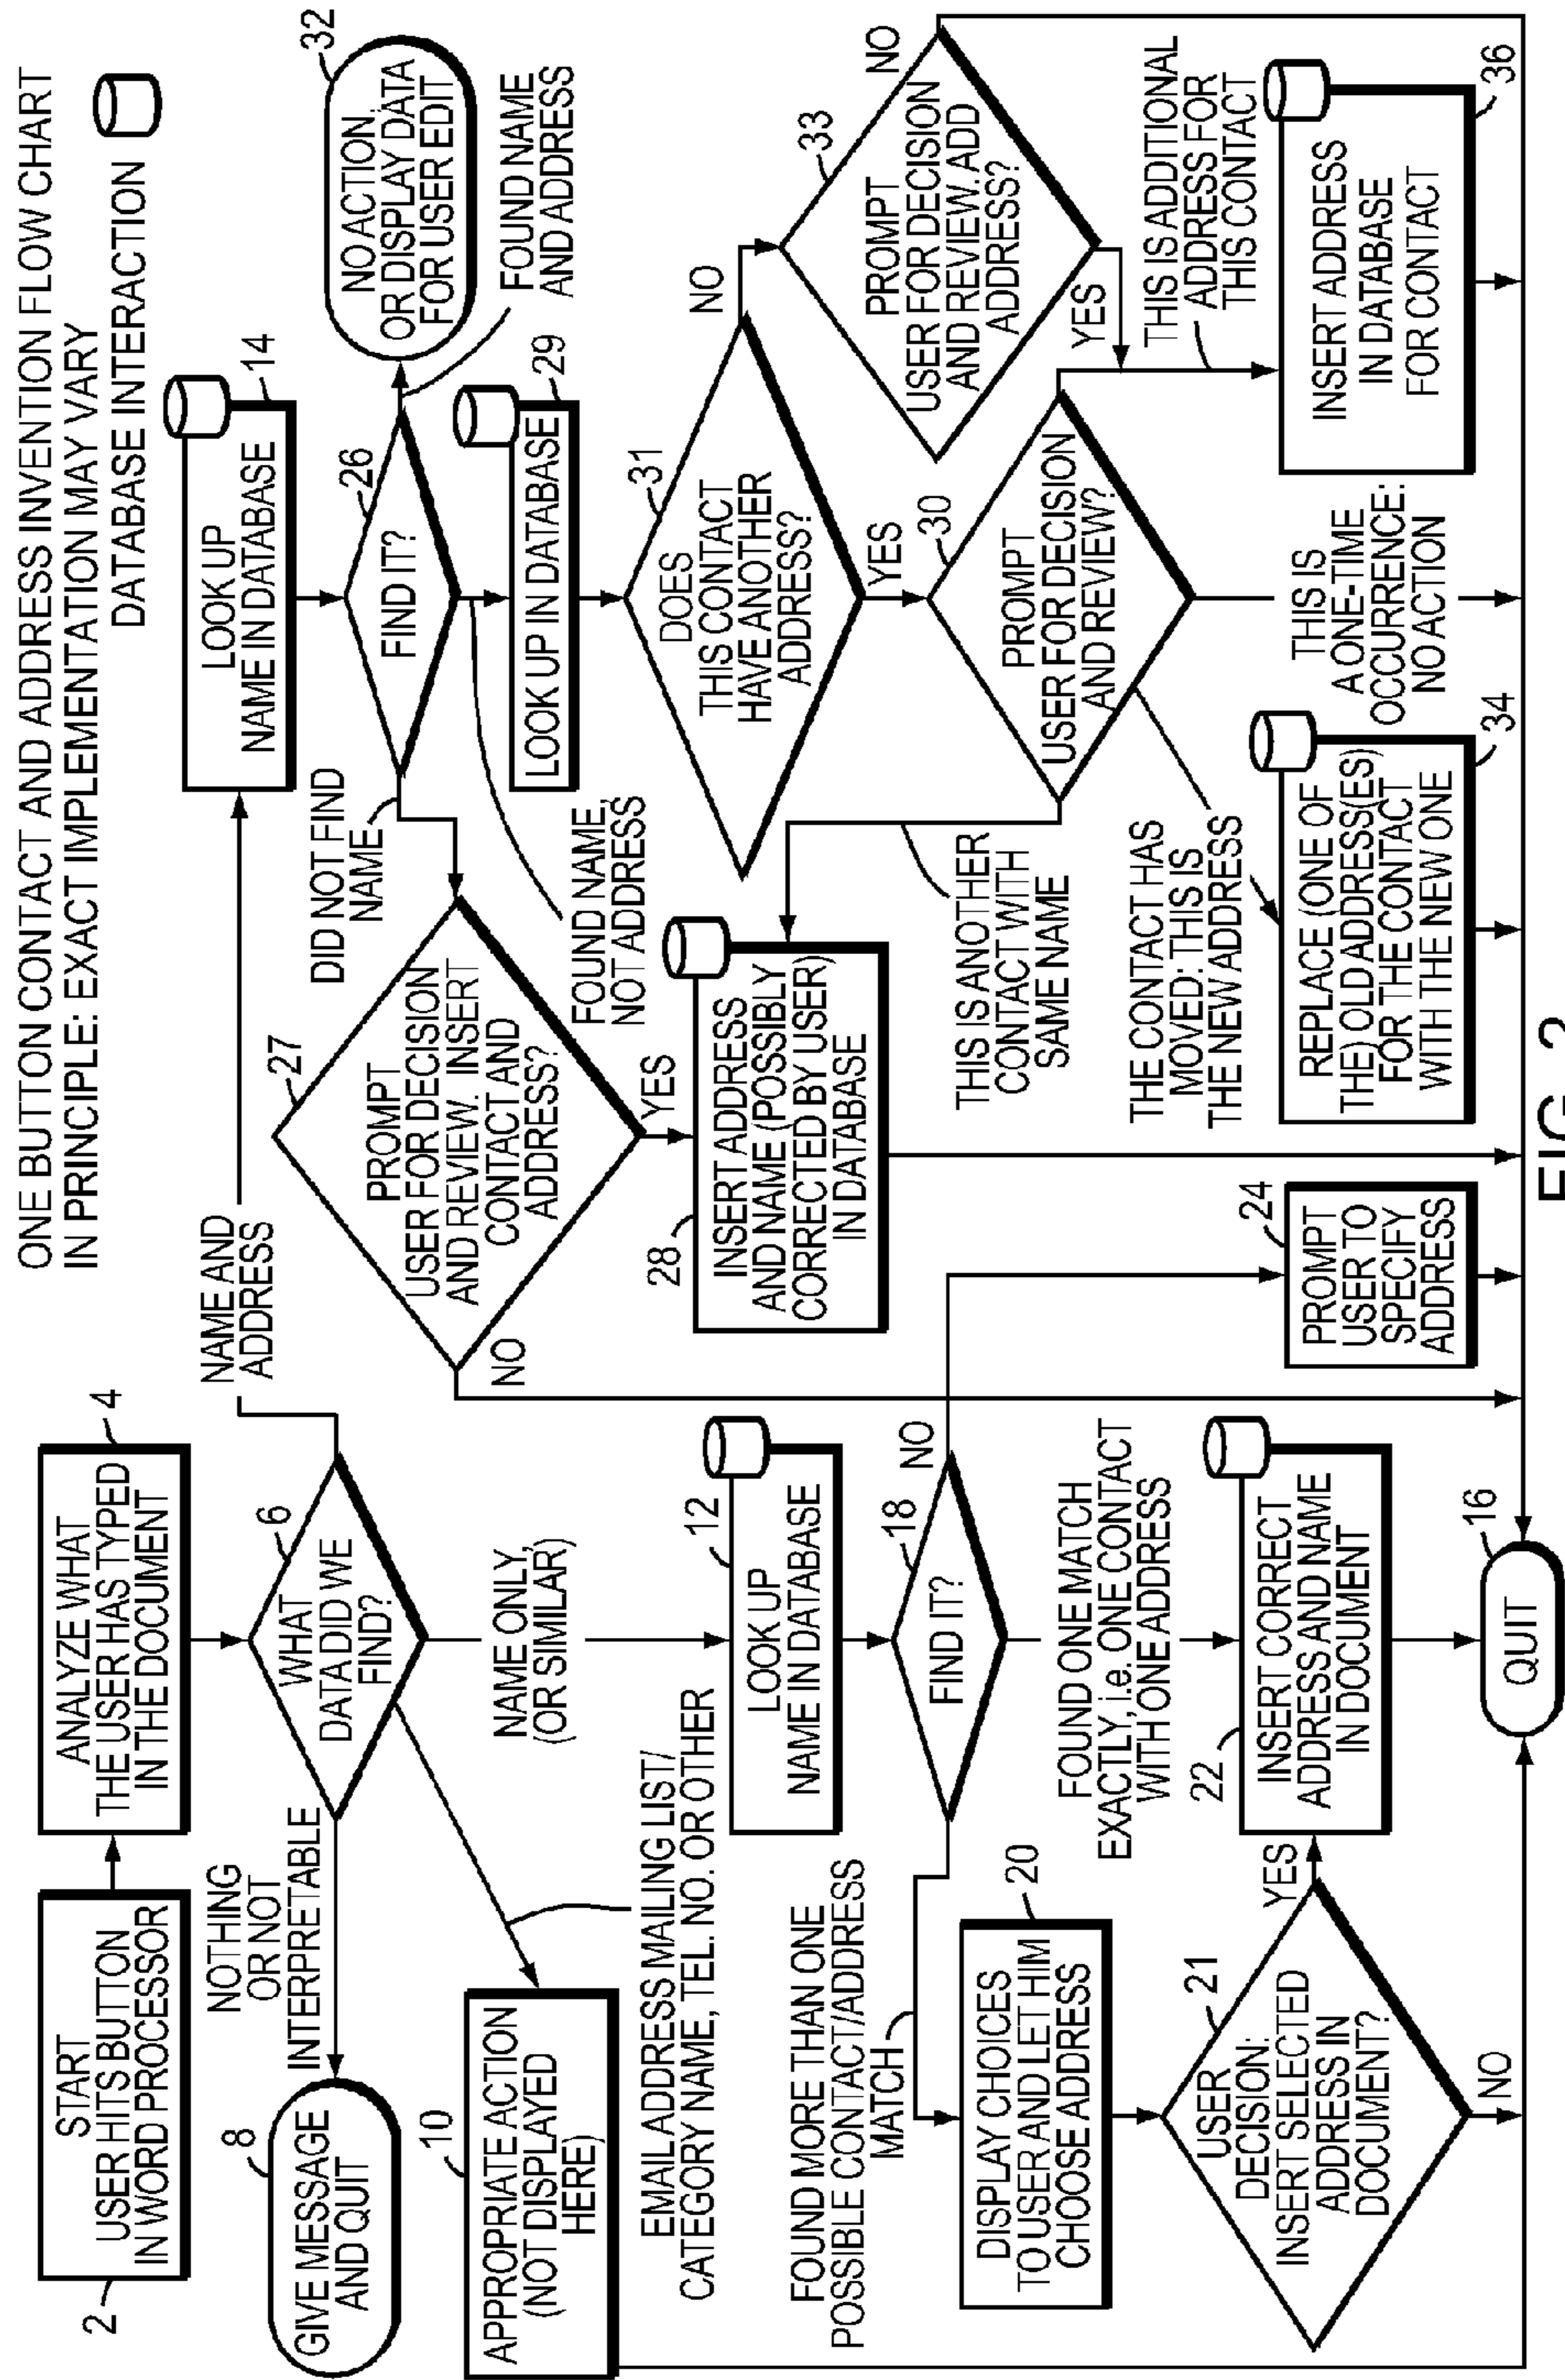 ONE BUTTON CONTACT AND ADDRESS INVENTION FLOW CHART
IN PRINCIPLE: EXACT IMPLEMENTATION MAY VARY
DATABASE INTERACTION
2
START
USER HITS BUTTON
IN WORD PROCESSOR
4
ANALYZE WHAT
THE USER HAS TYPED
IN THE DOCUMENT
6
WHAT
DATA DID WE
FIND?
NOTHING
OR NOT
INTERPRETABLE
8
GIVE MESSAGE
AND QUIT
10
APPROPRIATE ACTION
(NOT DISPLAYED
HERE)
EMAIL ADDRESS MAILING LIST/
CATEGORY NAME, TEL. NO. OR OTHER
NAME ONLY,
(OR SIMILAR)
NAME AND
ADDRESS
12
LOOK UP
NAME IN DATABASE
18
FIND IT?
NO
FOUND MORE THAN ONE
POSSIBLE CONTACT/ADDRESS
MATCH
20
DISPLAY CHOICES
TO USER AND LET HIM
CHOOSE ADDRESS
21
USER
DECISION:
INSERT SELECTED
ADDRESS IN
DOCUMENT?
YES
NO
FOUND ONE MATCH
EXACTLY, i.e. ONE CONTACT
WITH ONE ADDRESS
22
INSERT CORRECT
ADDRESS AND NAME
IN DOCUMENT
16
QUIT
24
PROMPT
USER TO
SPECIFY
ADDRESS
14
LOOK UP
NAME IN DATABASE
26
FIND IT?
32
NO ACTION,
OR DISPLAY DATA
FOR USER EDIT
FOUND NAME
AND ADDRESS
DID NOT FIND
NAME
27
PROMPT
USER FOR DECISION
AND REVIEW. INSERT
CONTACT AND
ADDRESS?
NO
YES
28
INSERT ADDRESS
AND NAME (POSSIBLY
CORRECTED BY USER)
IN DATABASE
FOUND NAME,
NOT ADDRESS
29
LOOK UP IN DATABASE
31
DOES
THIS CONTACT
HAVE ANOTHER
ADDRESS?
NO
YES
33
PROMPT
USER FOR DECISION
AND REVIEW. ADD
ADDRESS?
NO
YES
30
PROMPT
USER FOR DECISION
AND REVIEW?
THIS IS ANOTHER
CONTACT WITH
SAME NAME
THE CONTACT HAS
MOVED: THIS IS
THE NEW ADDRESS
34
REPLACE (ONE OF
THE) OLD ADDRESS(ES)
FOR THE CONTACT
WITH THE NEW ONE
THIS IS
A ONE-TIME
OCCURRENCE:
NO ACTION
THIS IS ADDITIONAL
ADDRESS FOR
THIS CONTACT
36
INSERT ADDRESS
IN DATABASE
FOR CONTACT